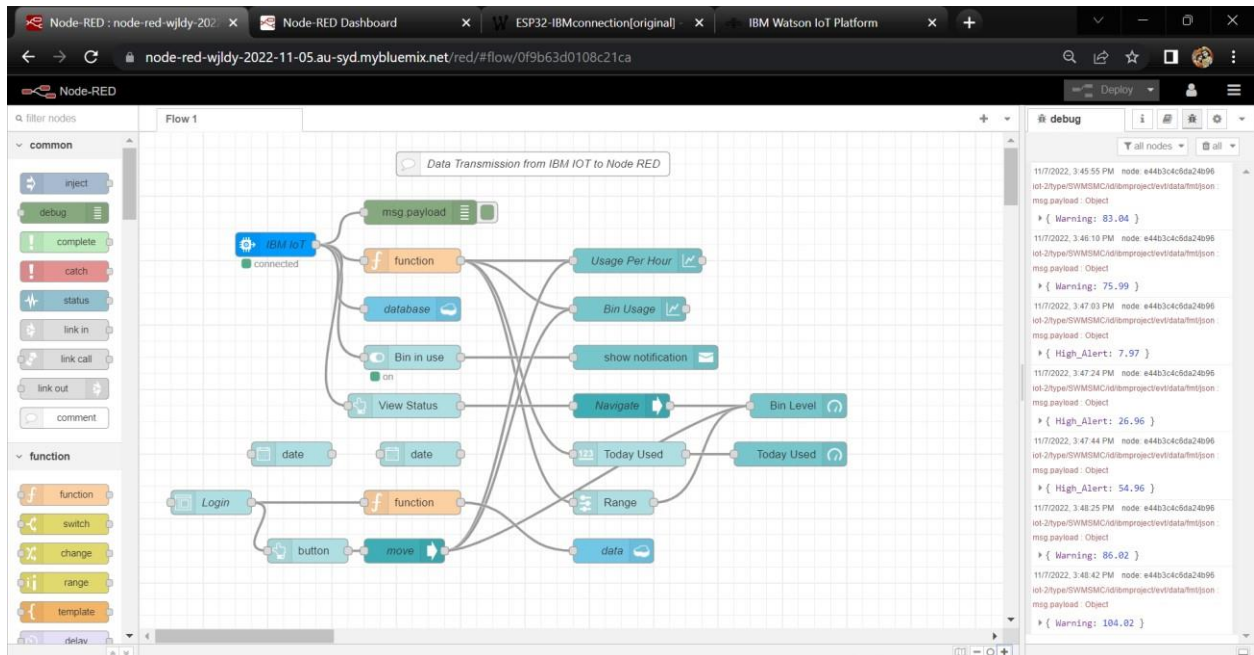 Node-RED : node-red-wjldy-202
Node-RED Dashboard
ESP32-IBMconnection[original] -
IBM Watson IoT Platform
node-red-wjldy-2022-11-05.au-syd.mybluemix.net/red/#flow/0f9b63d0108c21ca
Node-RED
Deploy
filter nodes
common
inject
debug
complete
catch
status
link in
link call
link out
comment
function
function
switch
change
range
template
delay
Flow 1
Data Transmission from IBM IOT to Node RED
msg.payload
IBM IoT
connected
function
Usage Per Hour
database
Bin Usage
Bin in use
on
show notification
View Status
Navigate
Bin Level
date
date
123
Today Used
Today Used
Login
function
Range
button
move
data
debug
all nodes
all
11/7/2022, 3:45:55 PM node: e44b3c4c6da24b96
iot-2/type/SWMSMC/id/ibmproject/evt/data/fmt/json :
msg.payload : Object
{ Warning: 83.04 }
11/7/2022, 3:46:10 PM node: e44b3c4c6da24b96
iot-2/type/SWMSMC/id/ibmproject/evt/data/fmt/json :
msg.payload : Object
{ Warning: 75.99 }
11/7/2022, 3:47:03 PM node: e44b3c4c6da24b96
iot-2/type/SWMSMC/id/ibmproject/evt/data/fmt/json :
msg.payload : Object
{ High_Alert: 7.97 }
11/7/2022, 3:47:24 PM node: e44b3c4c6da24b96
iot-2/type/SWMSMC/id/ibmproject/evt/data/fmt/json :
msg.payload : Object
{ High_Alert: 26.96 }
11/7/2022, 3:47:44 PM node: e44b3c4c6da24b96
iot-2/type/SWMSMC/id/ibmproject/evt/data/fmt/json :
msg.payload : Object
{ High_Alert: 54.96 }
11/7/2022, 3:48:25 PM node: e44b3c4c6da24b96
iot-2/type/SWMSMC/id/ibmproject/evt/data/fmt/json :
msg.payload : Object
{ Warning: 86.02 }
11/7/2022, 3:48:42 PM node: e44b3c4c6da24b96
iot-2/type/SWMSMC/id/ibmproject/evt/data/fmt/json :
msg.payload : Object
{ Warning: 104.02 }